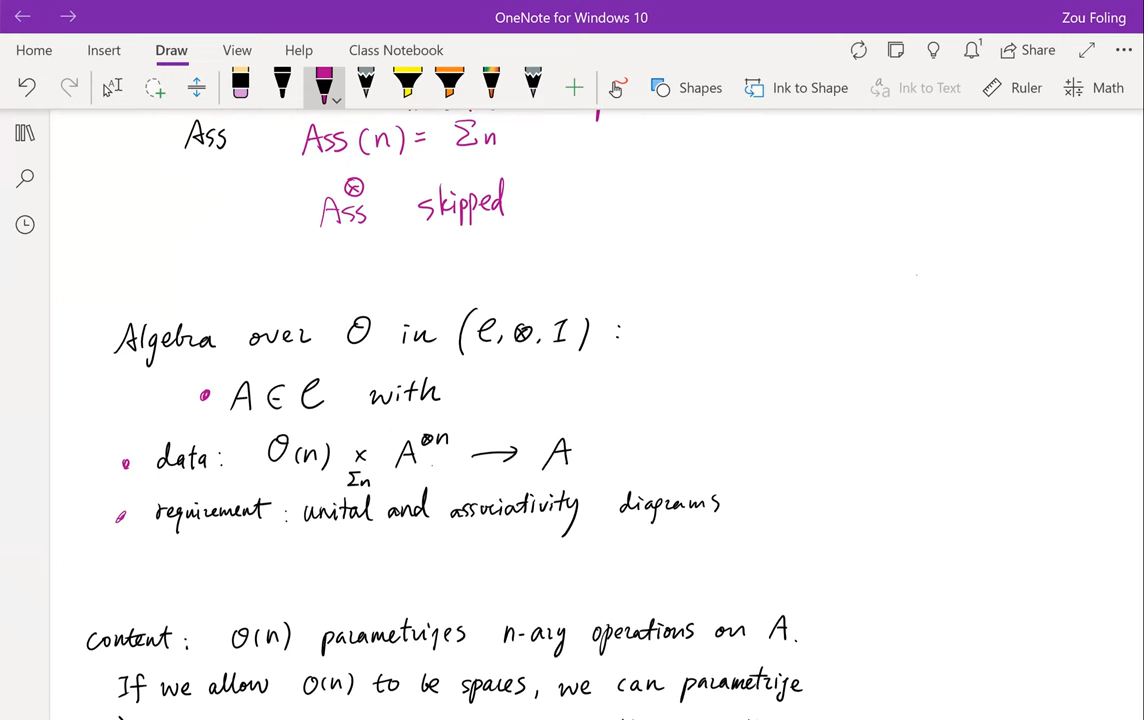 OneNote for Windows 10
Zou Foling
Home Insert Draw View Help Class Notebook
1 Share
Shapes Ink to Shape Ink to Text Ruler Math
Ass Ass(n) = Σn
Ass^⊗ skipped
Algebra over O in (C, ⊗, I) :
• A ∈ C with
• data: O(n) ×_Σn A^⊗n → A
• requirement: unital and associativity diagrams
content: O(n) parametrizes n-ary operations on A.
If we allow O(n) to be spaces, we can parametrize